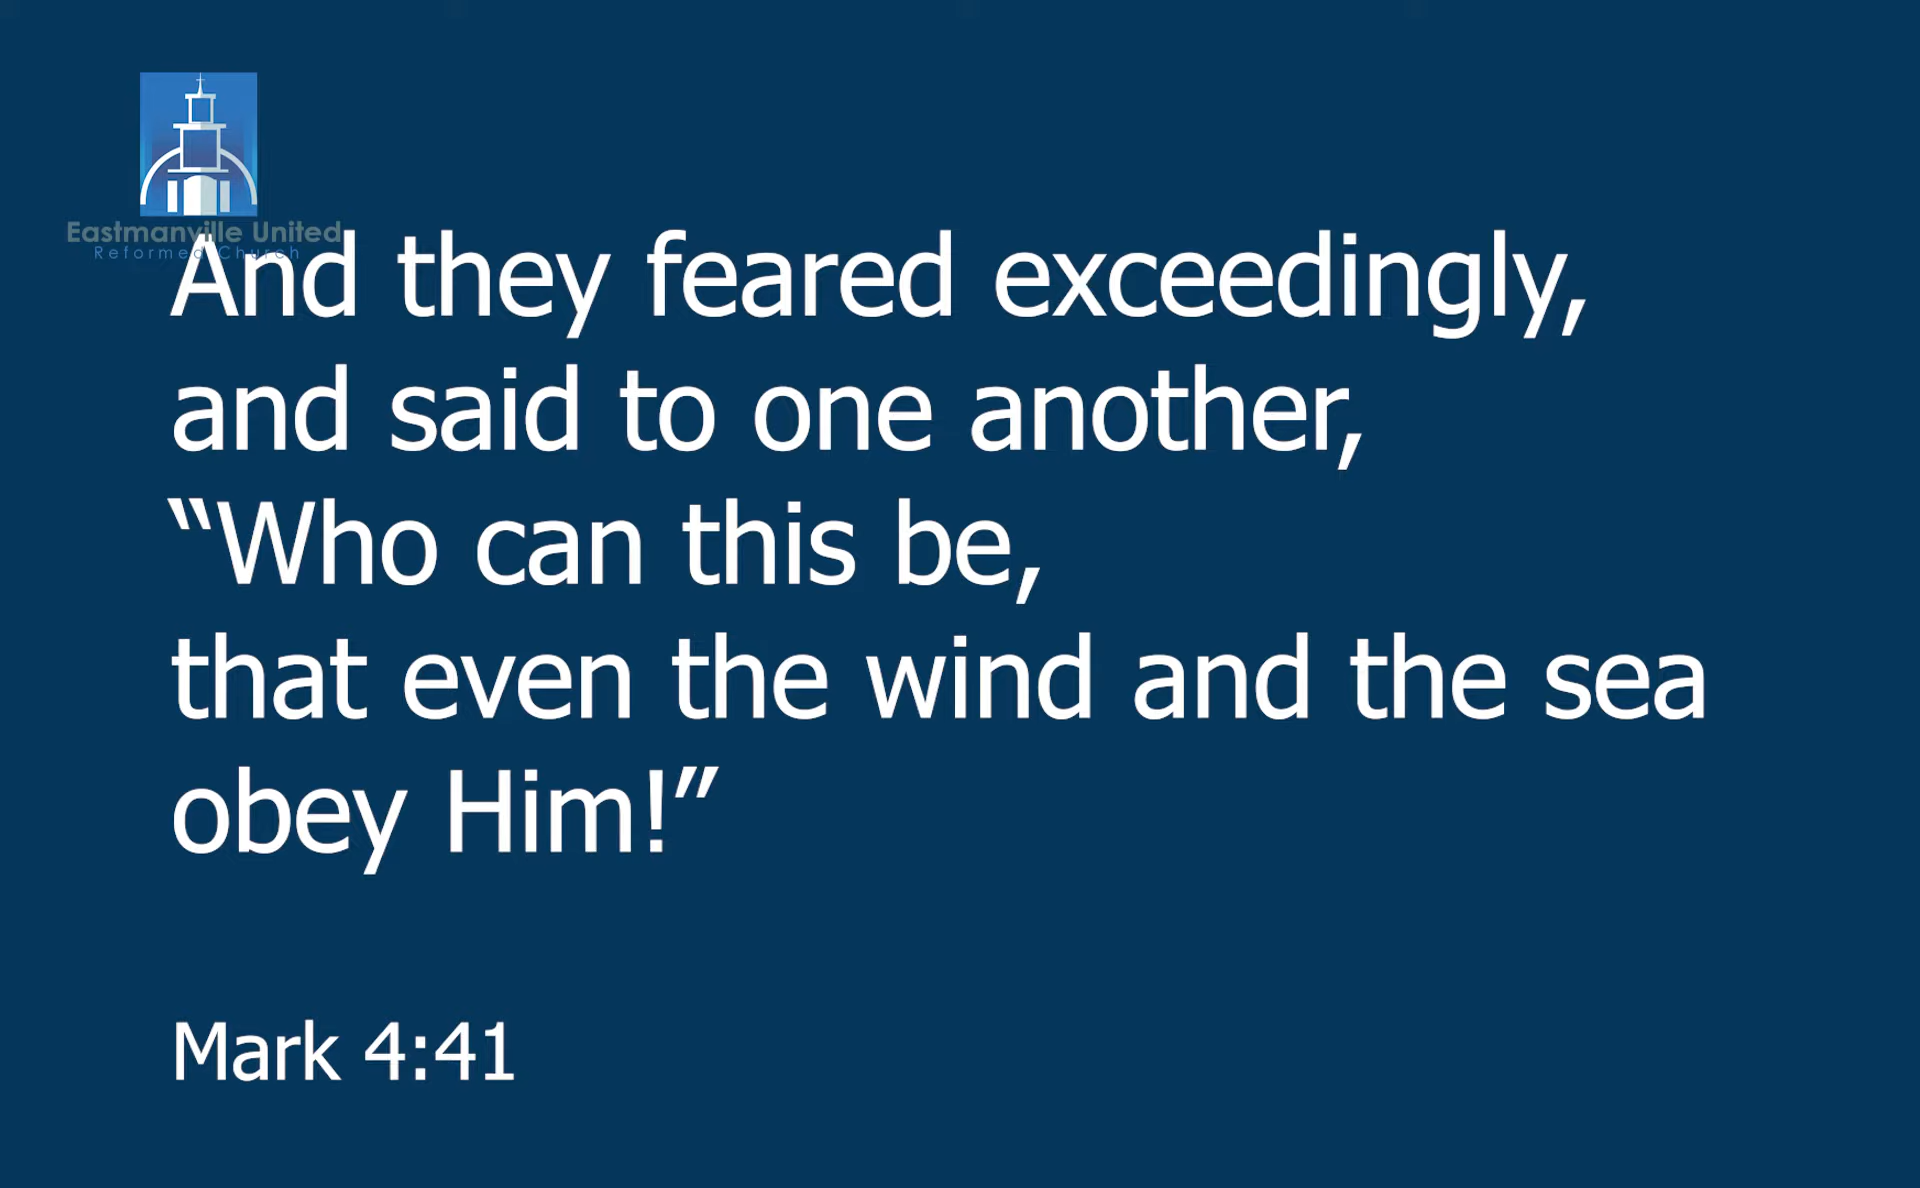 Eastmanville United
Reformed Church
And they feared exceedingly,
and said to one another,
“Who can this be,
that even the wind and the sea
obey Him!”
Mark 4:41